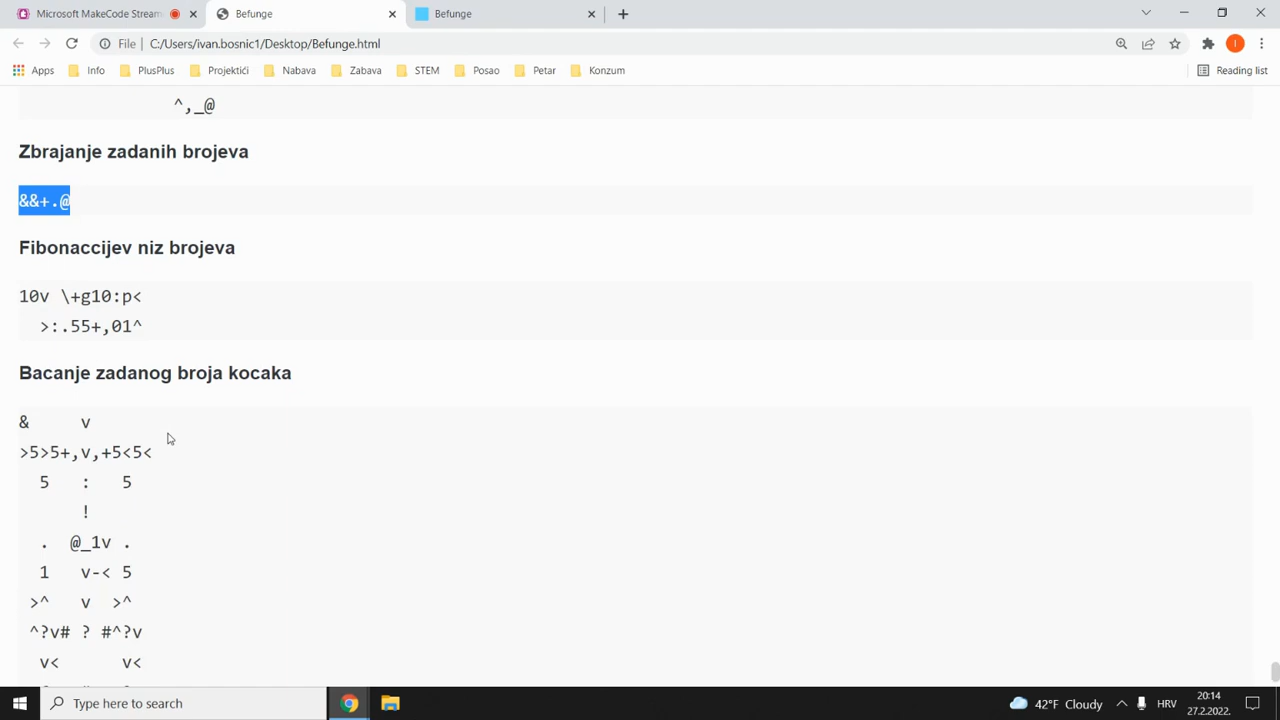 Microsoft MakeCode Stream
Befunge
Befunge
File
C:/Users/ivan.bosnic1/Desktop/Befunge.html
Apps
Info
PlusPlus
Projektići
Nabava
Zabava
STEM
Posao
Petar
Konzum
Reading list
I
^,_@
Zbrajanje zadanih brojeva
&&+.@
Fibonaccijev niz brojeva
10v \+g10:p<
  >:.55+,01^
Bacanje zadanog broja kocaka
&     v
>5>5+,v,+5<5<
  5   :   5
      !
  .  @_1v .
  1   v-< 5
 >^   v  >^
 ^?v# ? #^?v
  v<      v<
Type here to search
42°F Cloudy
HRV
20:14
27.2.2022.